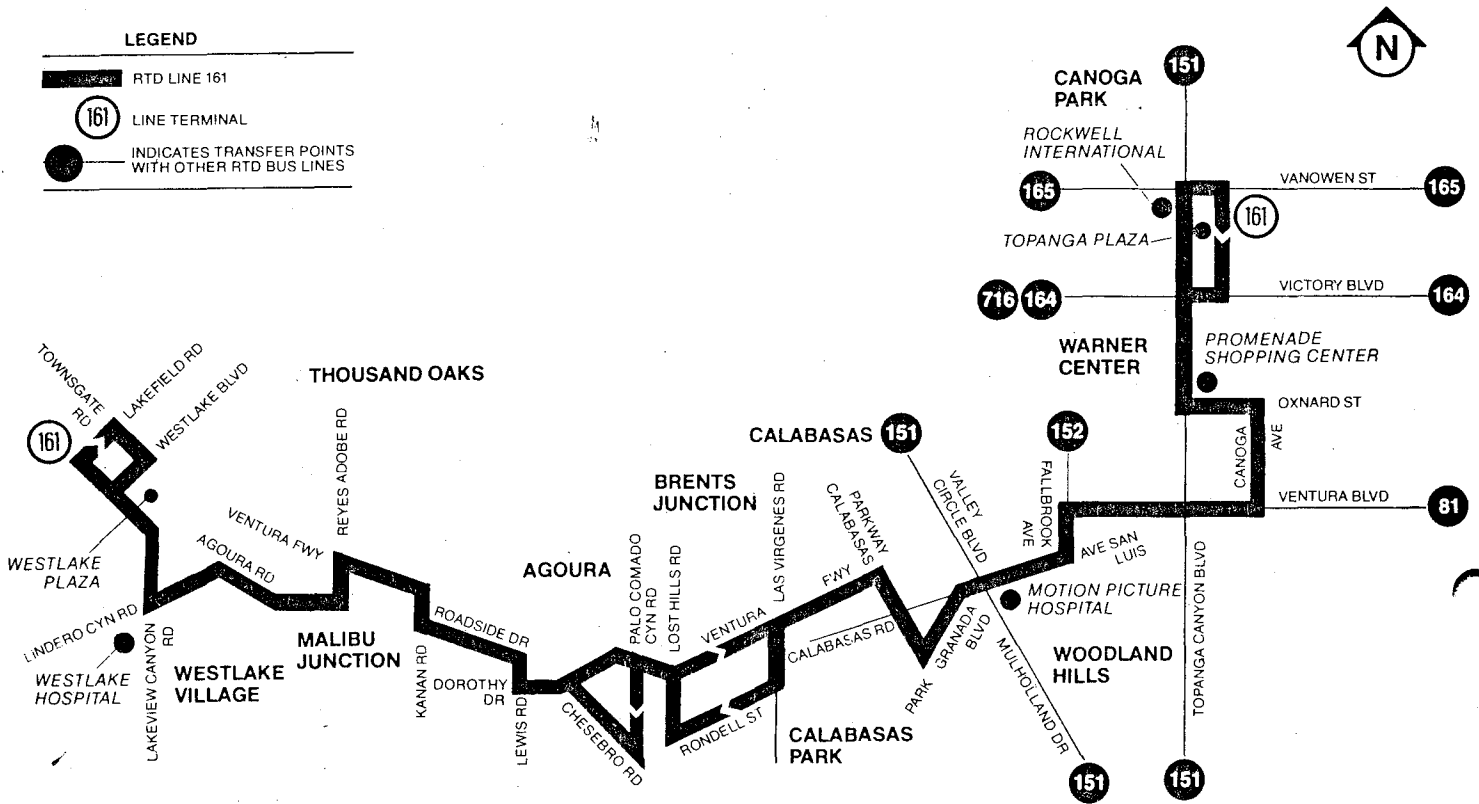 LEGEND
RTD LINE 161
161 LINE TERMINAL
INDICATES TRANSFER POINTS
WITH OTHER RTD BUS LINES
N
151
CANOGA
PARK
ROCKWELL
INTERNATIONAL
165
VANOWEN ST
165
161
TOPANGA PLAZA
716 164
VICTORY BLVD
164
WARNER
CENTER
PROMENADE
SHOPPING CENTER
OXNARD ST
CANOGA
AVE
VENTURA BLVD
81
TOPANGA CANYON BLVD
151
TOWNSGATE
RD
LAKEFIELD RD
WESTLAKE BLVD
161
THOUSAND OAKS
REYES ADOBE RD
WESTLAKE
PLAZA
VENTURA FWY
AGOURA RD
LINDERO CYN RD
WESTLAKE
HOSPITAL
LAKEVIEW CANYON
RD
WESTLAKE
VILLAGE
MALIBU
JUNCTION
KANAN RD
ROADSIDE DR
DOROTHY
DR
LEWIS RD
AGOURA
CHESEBRO RD
PALO COMADO
CYN RD
LOST HILLS RD
BRENTS
JUNCTION
LAS VIRGENES RD
VENTURA
FWY
RONDELL ST
CALABASAS
PARK
PARKWAY
CALABASAS
CALABASAS RD
CALABASAS 151
VALLEY
CIRCLE BLVD
152
FALLBROOK
AVE
AVE SAN
LUIS
MOTION PICTURE
HOSPITAL
PARK GRANADA
BLVD
MULHOLLAND DR
151
WOODLAND
HILLS